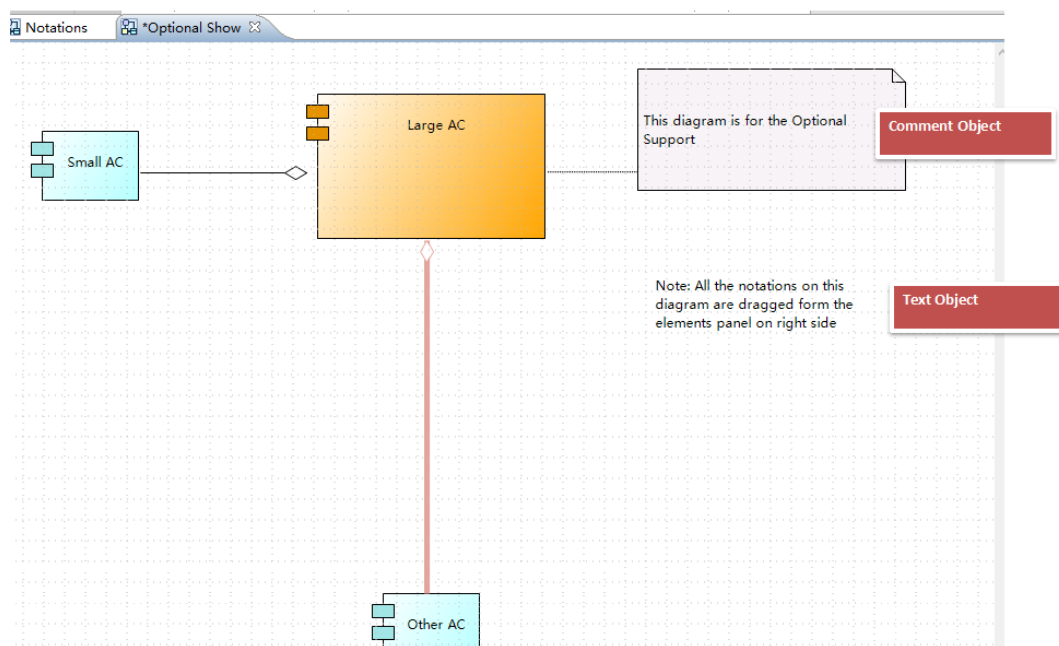 Notations
*Optional Show
Large AC
This diagram is for the Optional
Support
Comment Object
Small AC
Note: All the notations on this
diagram are dragged form the
elements panel on right side
Text Object
Other AC